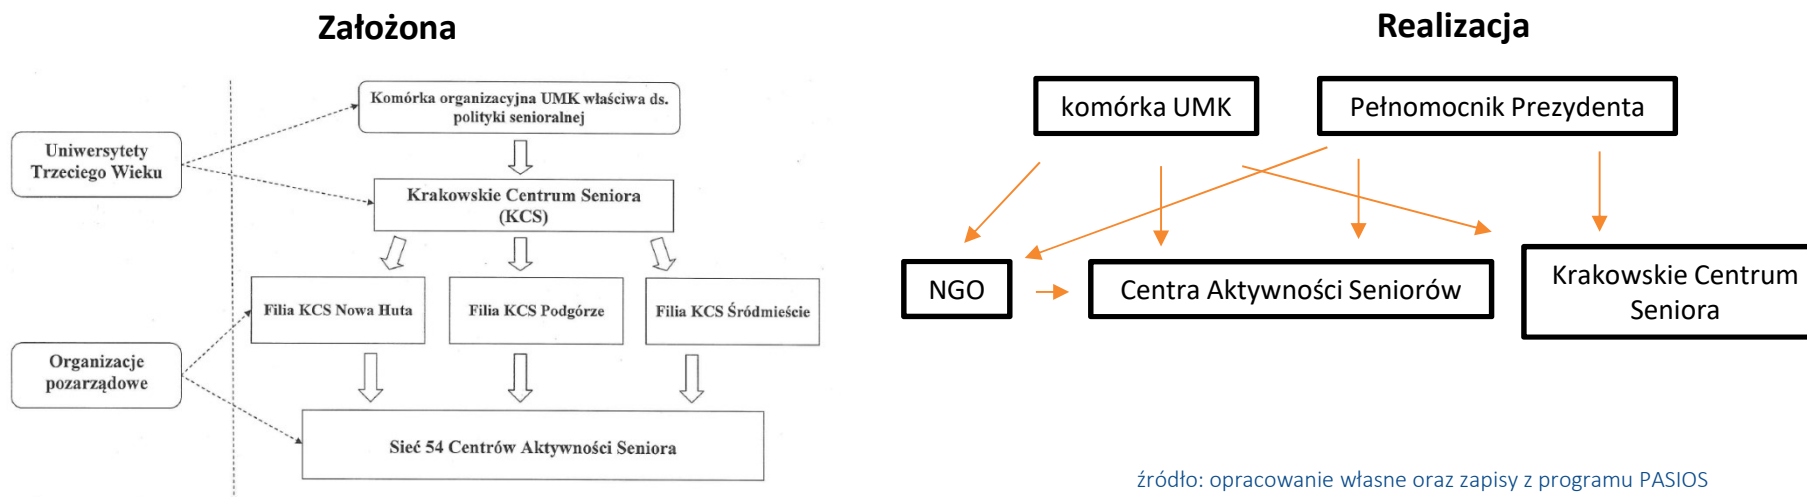 Założona
Komórka organizacyjna UMK właściwa ds.
polityki senioralnej
Uniwersytety
Trzeciego Wieku
Krakowskie Centrum Seniora
(KCS)
Filia KCS Nowa Huta
Filia KCS Podgórze
Filia KCS Śródmieście
Organizacje
pozarządowe
Sieć 54 Centrów Aktywności Seniora
Realizacja
komórka UMK
Pełnomocnik Prezydenta
NGO
Centra Aktywności Seniorów
Krakowskie Centrum
Seniora
źródło: opracowanie własne oraz zapisy z programu PASIOS